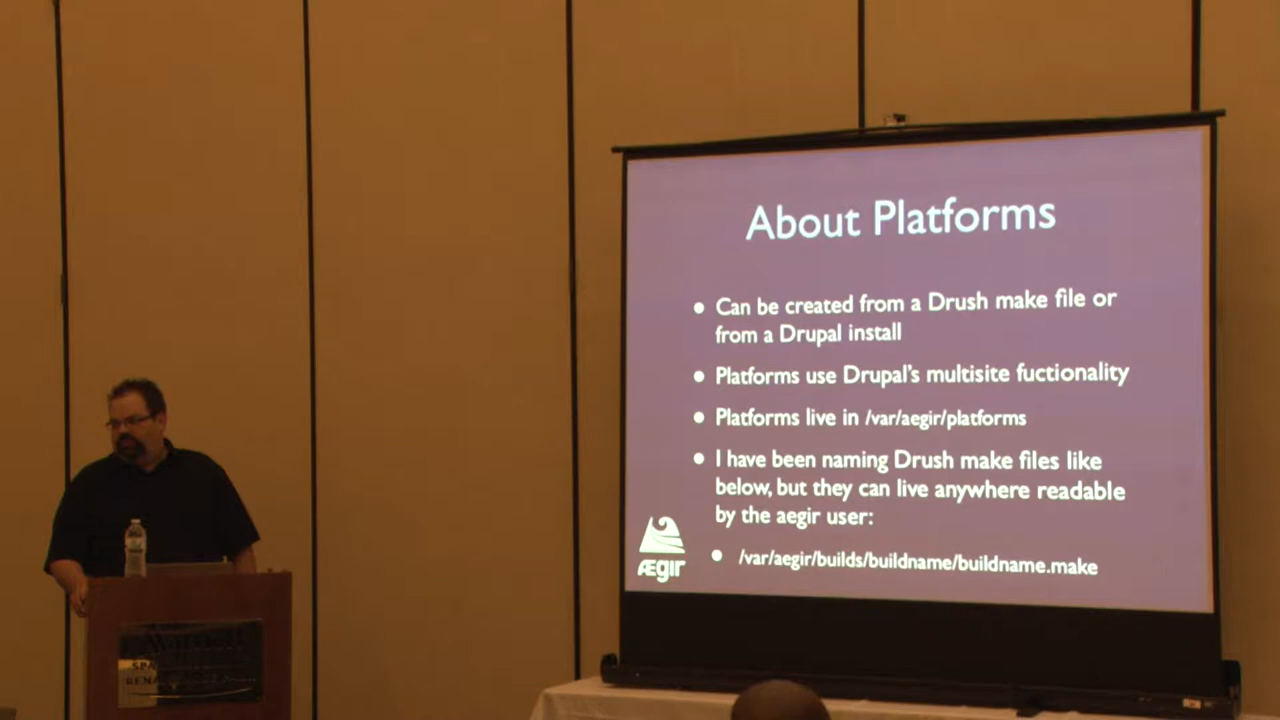 About Platforms
• Can be created from a Drush make file or
from a Drupal install
• Platforms use Drupal's multisite fuctionality
• Platforms live in /var/aegir/platforms
• I have been naming Drush make files like
below, but they can live anywhere readable
by the aegir user:
• /var/aegir/builds/buildname/buildname.make
ÆGIR